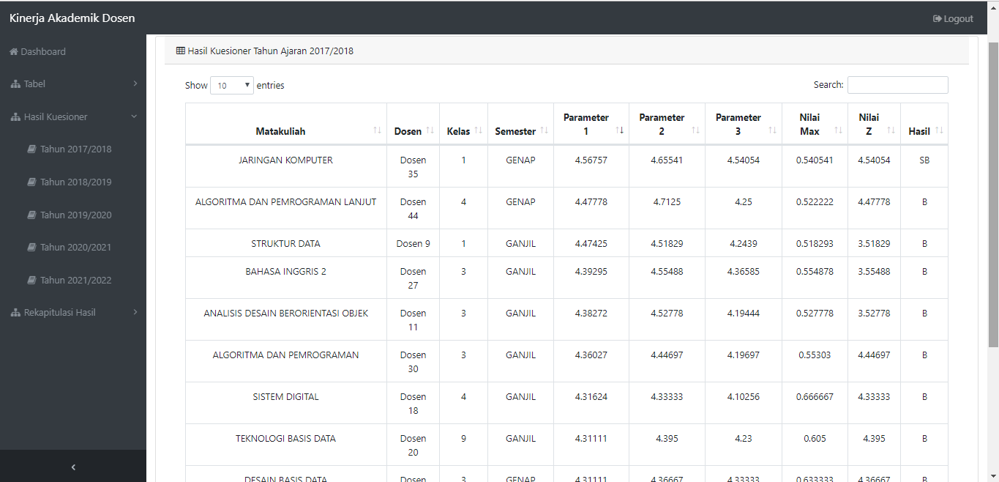 Kinerja Akademik Dosen
Logout
Dashboard
Tabel
Hasil Kuesioner
Tahun 2017/2018
Tahun 2018/2019
Tahun 2019/2020
Tahun 2020/2021
Tahun 2021/2022
Rekapitulasi Hasil
Hasil Kuesioner Tahun Ajaran 2017/2018
Show 10 entries
Search:
Matakuliah Dosen Kelas Semester Parameter 1 Parameter 2 Parameter 3 Nilai Max Nilai Z Hasil
JARINGAN KOMPUTER Dosen 35 1 GENAP 4.56757 4.65541 4.54054 0.540541 4.54054 SB
ALGORITMA DAN PEMROGRAMAN LANJUT Dosen 44 4 GENAP 4.47778 4.7125 4.25 0.522222 4.47778 B
STRUKTUR DATA Dosen 9 1 GANJIL 4.47425 4.51829 4.2439 0.518293 3.51829 B
BAHASA INGGRIS 2 Dosen 27 3 GANJIL 4.39295 4.55488 4.36585 0.554878 3.55488 B
ANALISIS DESAIN BERORIENTASI OBJEK Dosen 11 3 GANJIL 4.38272 4.52778 4.19444 0.527778 3.52778 B
ALGORITMA DAN PEMROGRAMAN Dosen 30 3 GANJIL 4.36027 4.44697 4.19697 0.55303 4.44697 B
SISTEM DIGITAL Dosen 18 4 GANJIL 4.31624 4.33333 4.10256 0.666667 4.33333 B
TEKNOLOGI BASIS DATA Dosen 20 9 GANJIL 4.31111 4.395 4.23 0.605 4.395 B
DESAIN BASIS DATA Dosen 3 GENAP 4.31111 4.36667 4.33333 0.633333 4.36667 B